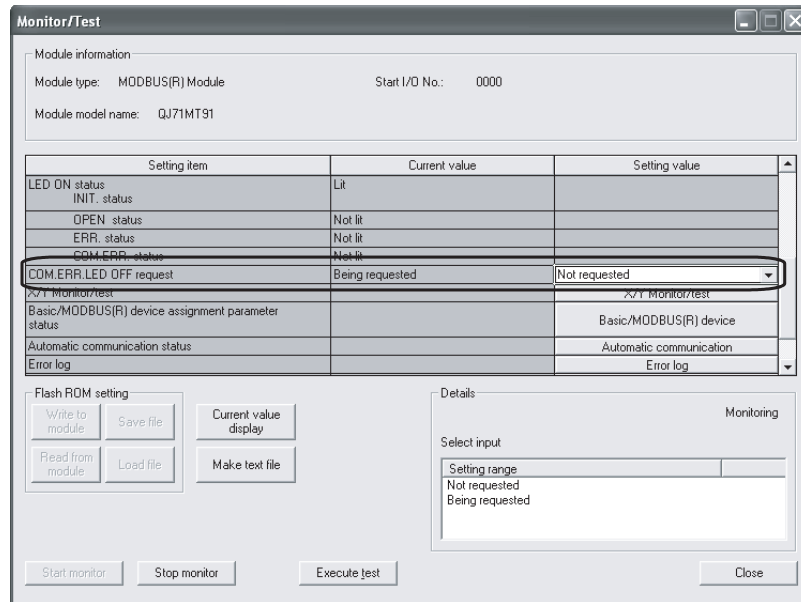 Monitor/Test
Module information
Module type: MODBUS(R) Module Start I/O No.: 0000
Module model name: QJ71MT91
Setting item Current value Setting value
LED ON status Lit
INIT. status
OPEN status Not lit
ERR. status Not lit
COM.ERR. status Not lit
COM.ERR.LED OFF request Being requested Not requested
X/Y Monitor/test X/Y Monitor/test
Basic/MODBUS(R) device assignment parameter
status Basic/MODBUS(R) device
Automatic communication status Automatic communication
Error log Error log
Flash ROM setting
Write to
module
Save file
Read from
module
Load file
Current value
display
Make text file
Details
Monitoring
Select input
Setting range
Not requested
Being requested
Start monitor Stop monitor Execute test Close